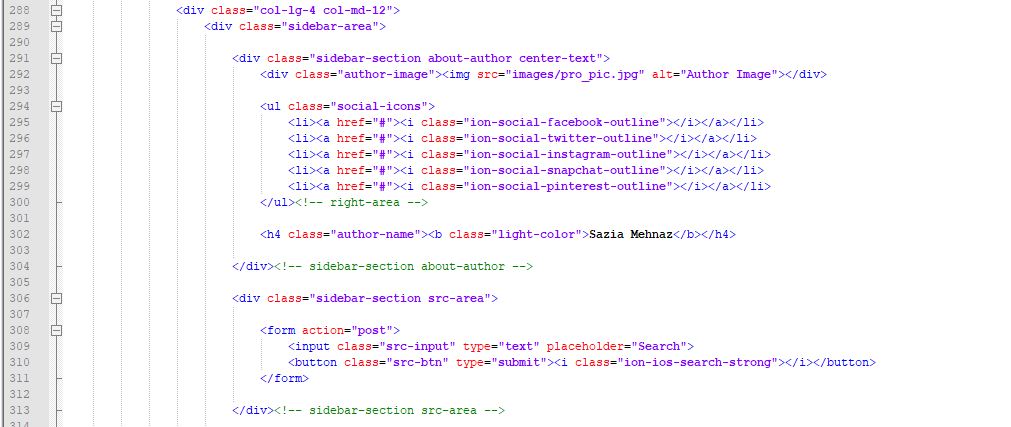 288 <div class="col-lg-4 col-md-12">
289 <div class="sidebar-area">
290
291 <div class="sidebar-section about-author center-text">
292 <div class="author-image"><img src="images/pro_pic.jpg" alt="Author Image"></div>
293
294 <ul class="social-icons">
295 <li><a href="#"><i class="ion-social-facebook-outline"></i></a></li>
296 <li><a href="#"><i class="ion-social-twitter-outline"></i></a></li>
297 <li><a href="#"><i class="ion-social-instagram-outline"></i></a></li>
298 <li><a href="#"><i class="ion-social-snapchat-outline"></i></a></li>
299 <li><a href="#"><i class="ion-social-pinterest-outline"></i></a></li>
300 </ul><!-- right-area -->
301
302 <h4 class="author-name"><b class="light-color">Sazia Mehnaz</b></h4>
303
304 </div><!-- sidebar-section about-author -->
305
306 <div class="sidebar-section src-area">
307
308 <form action="post">
309 <input class="src-input" type="text" placeholder="Search">
310 <button class="src-btn" type="submit"><i class="ion-ios-search-strong"></i></button>
311 </form>
312
313 </div><!-- sidebar-section src-area -->
314